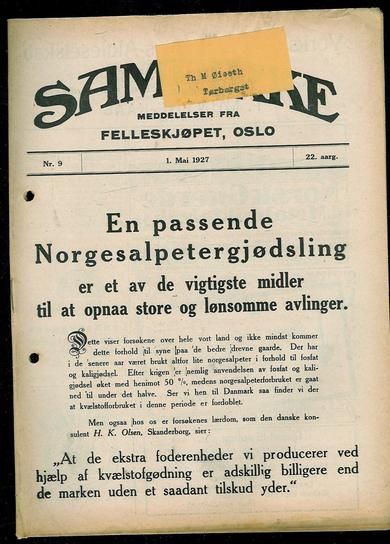 Th M Øiseth
Tørberget
SAM
KE
MEDDELELSER FRA
FELLESKJØPET, OSLO
Nr. 9
1. Mai 1927
22. aarg.
En passende
Norgesalpetergjødsling
er et av de vigtigste midler
til at opnaa store og lønsomme avlinger.
Dette viser forsøkene over hele vort land og ikke mindst kommer
dette forhold til syne paa de bedre drevne gaarde. Der har
i de senere aar været brukt altfor lite norgesalpeter i forhold til fosfat
og kaligjødsel. Efter krigen er nemlig anvendelsen av fosfat og kali-
gjødsel øket med henimot 50 %, medens norgesalpeterforbruket er gaat
ned til under det halve. Ser vi hen til Danmark saa finder vi der
at kvælstofforbruket i denne periode er fordoblet.
Men ogsaa hos os er forsøkenes lærdom, som den danske kon-
sulent H. K. Olsen, Skanderborg, sier:
„At de ekstra foderenheder vi producerer ved
hjælp af kvælstofgødning er adskillig billigere end
de marken uden et saadant tilskud yder.“